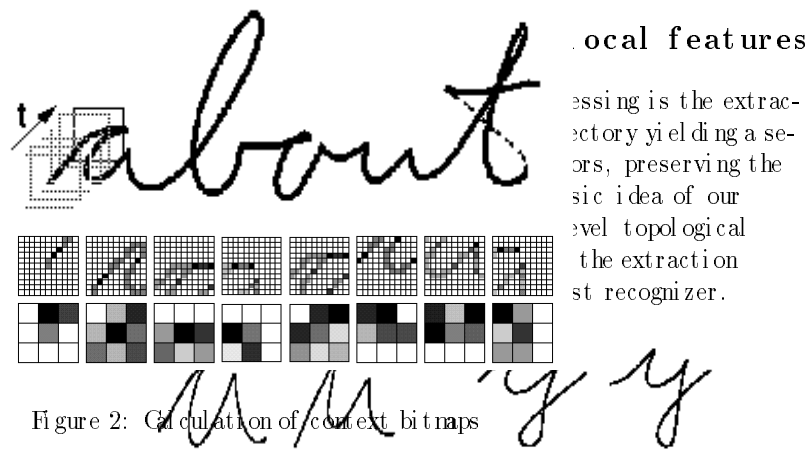 about
t
ocal features
essing is the extrac-
ectory yielding a se-
ors, preserving the
sic idea of our
evel topological
the extraction
st recognizer.
u u y y
Figure 2: Calculation of context bitmaps